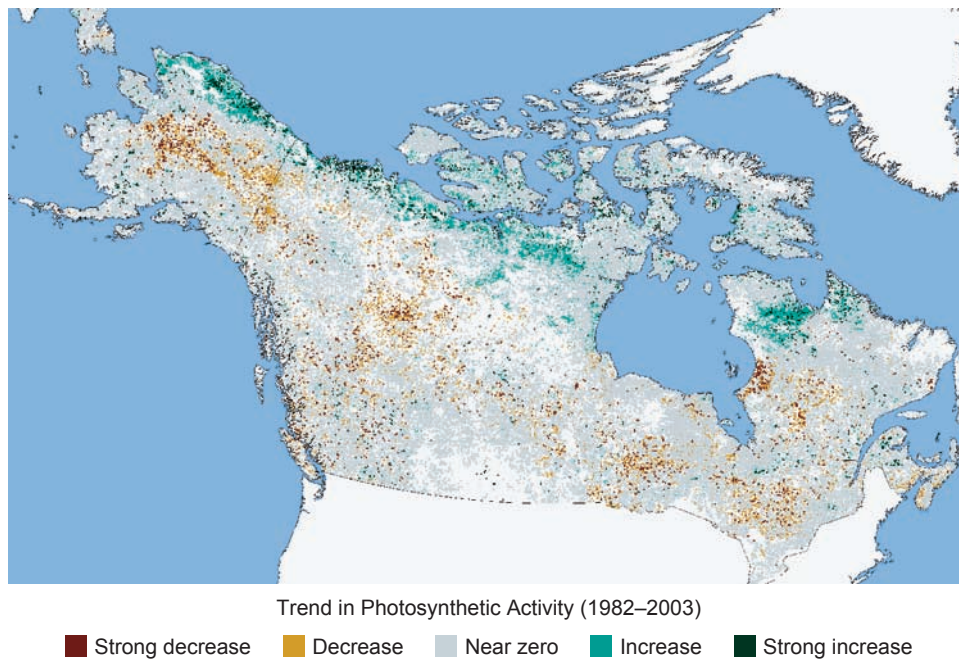 Trend in Photosynthetic Activity (1982–2003)
Strong decrease Decrease Near zero Increase Strong increase